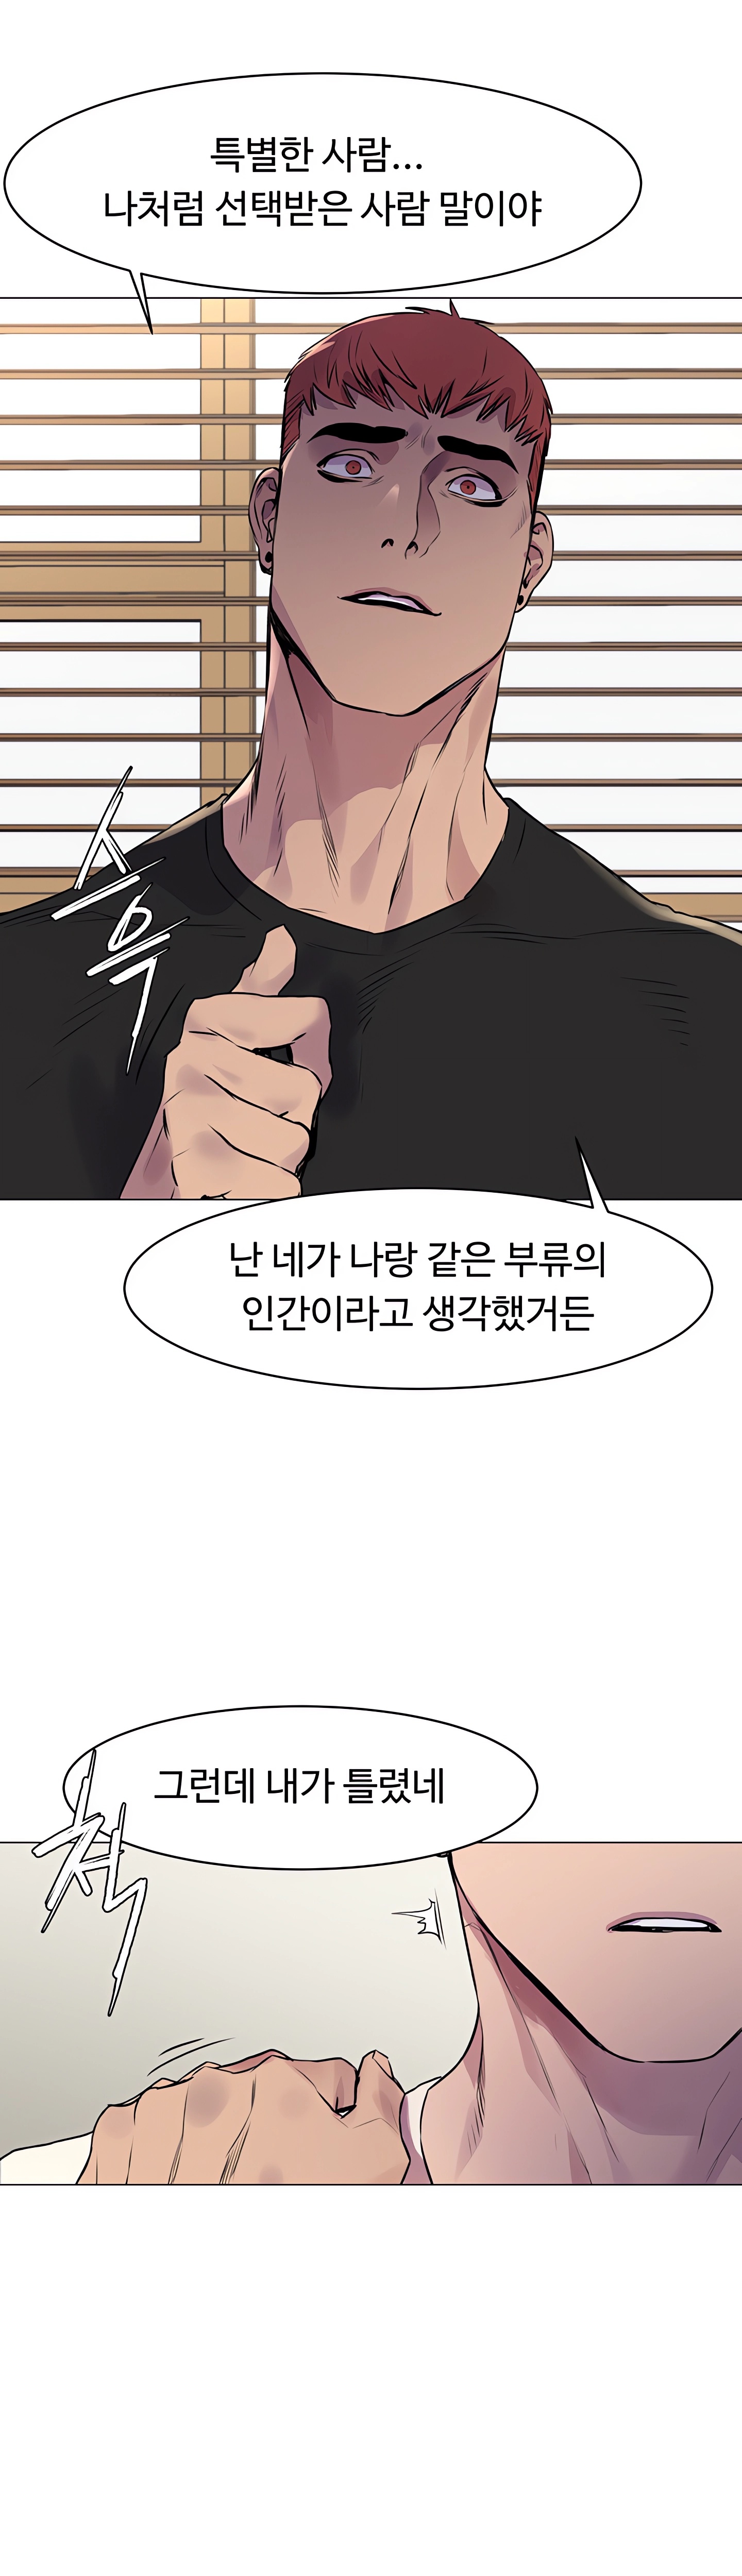 특별한 사람...
나처럼 선택받은 사람 말이야
스윽
난 네가 나랑 같은 부류의
인간이라고 생각했거든
그런데 내가 틀렸네
척